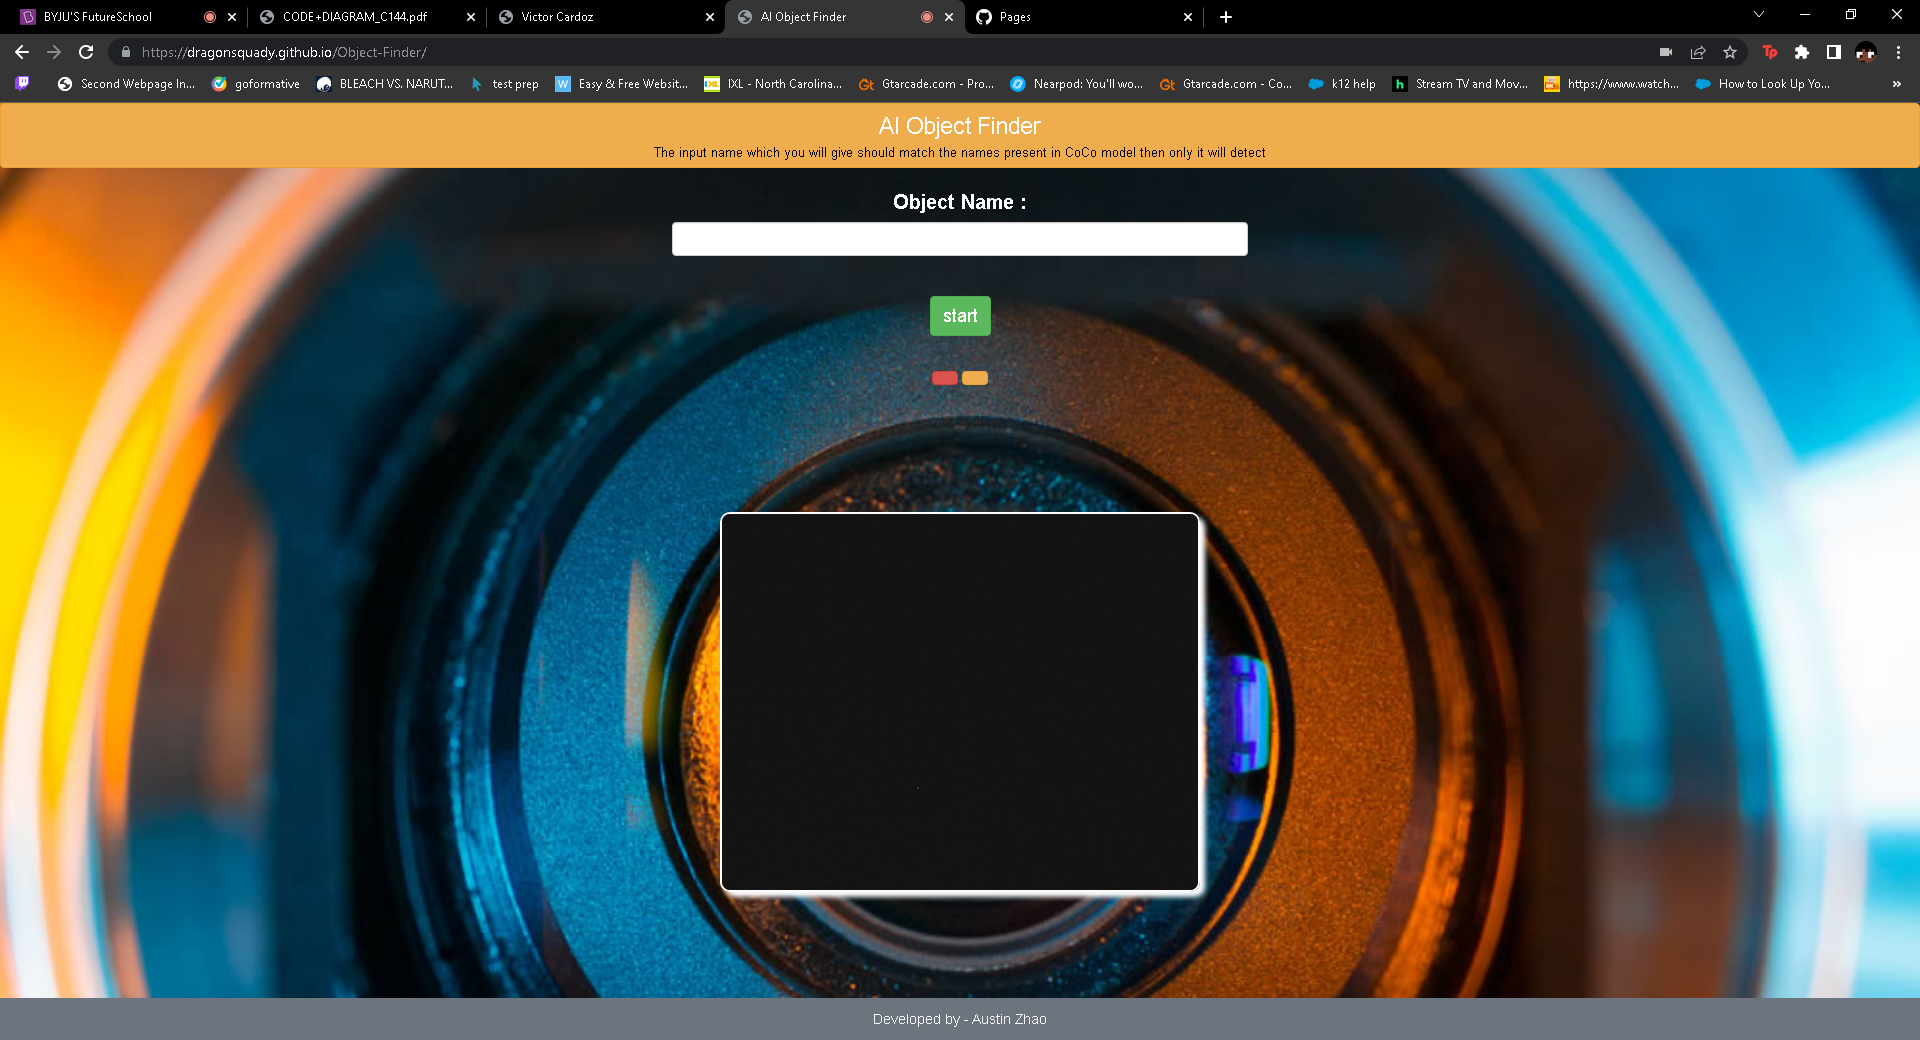 BYJU'S FutureSchool
CODE+DIAGRAM_C144.pdf
Victor Cardoz
AI Object Finder
Pages
https://dragonsquady.github.io/Object-Finder/
Tp
Second Webpage In...
goformative
BLEACH VS. NARUT...
test prep
W
Easy & Free Websit...
IXL - North Carolina...
Gt
Gtarcade.com - Pro...
Nearpod: You'll wo...
Gt
Gtarcade.com - Co...
k12 help
h
Stream TV and Mov...
https://www.watch...
How to Look Up Yo...
»
AI Object Finder
The input name which you will give should match the names present in CoCo model then only it will detect
Object Name :
start
Developed by - Austin Zhao